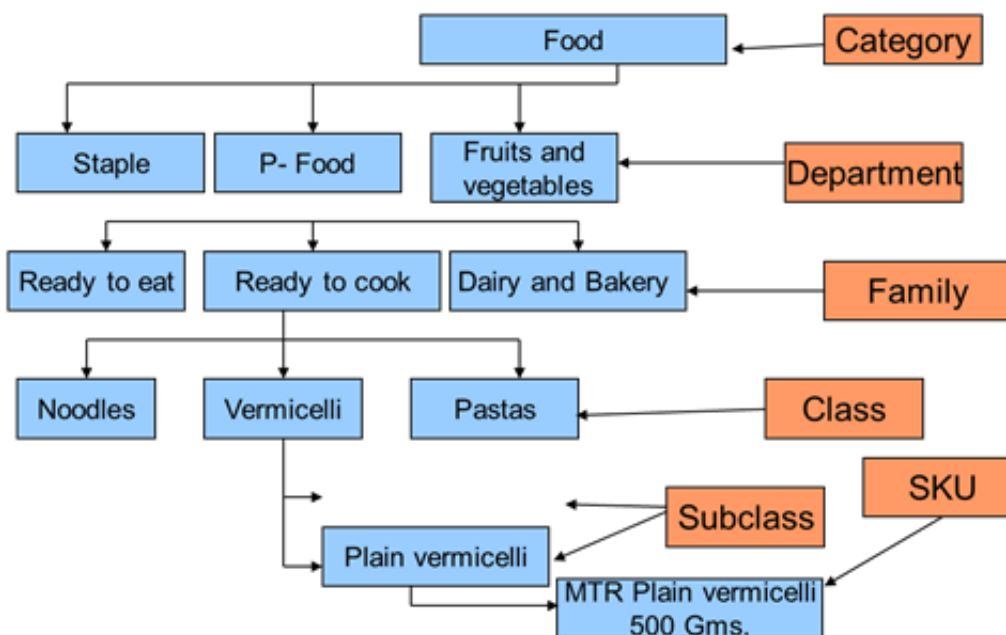 Food
Category
Staple
P- Food
Fruits and
vegetables
Department
Ready to eat
Ready to cook
Dairy and Bakery
Family
Noodles
Vermicelli
Pastas
Class
SKU
Subclass
Plain vermicelli
MTR Plain vermicelli
500 Gms.